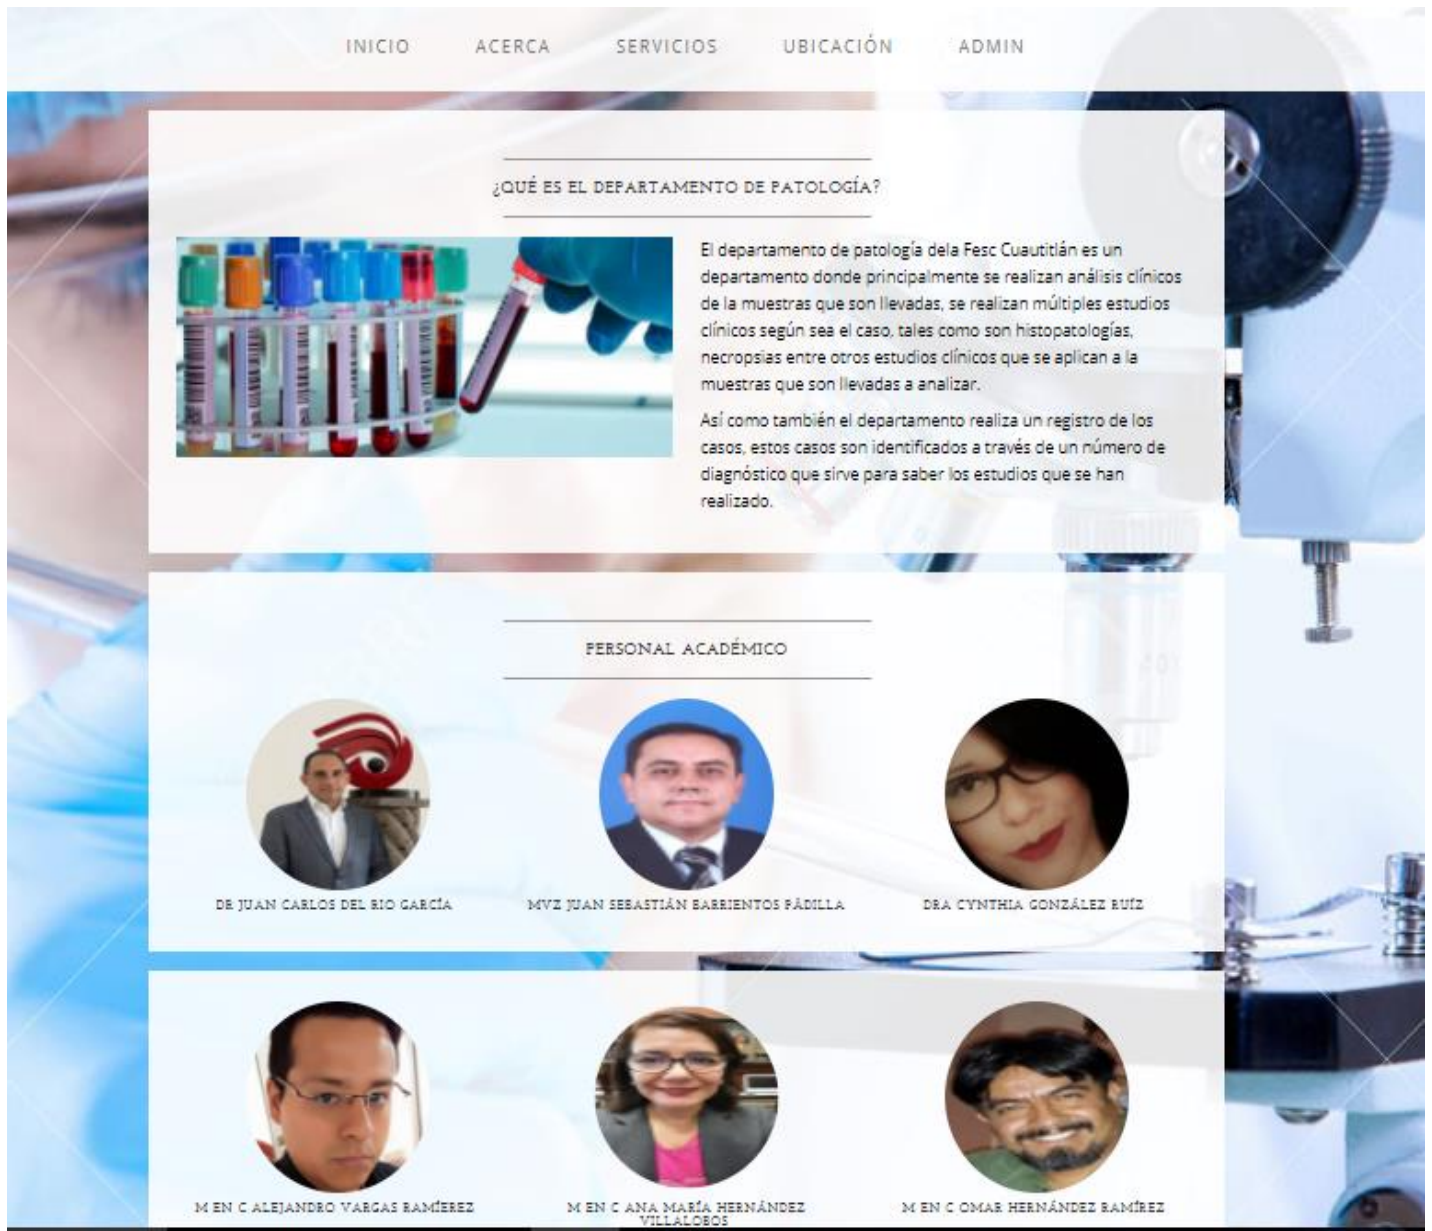 INICIO ACERCA SERVICIOS UBICACIÓN ADMIN
¿QUÉ ES EL DEPARTAMENTO DE PATOLOGÍA?
El departamento de patología dela Fesc Cuautitlán es un
departamento donde principalmente se realizan análisis clínicos
de la muestras que son llevadas, se realizan múltiples estudios
clínicos según sea el caso, tales como son histopatologías,
necropsias entre otros estudios clínicos que se aplican a la
muestras que son llevadas a analizar.
Así como también el departamento realiza un registro de los
casos, estos casos son identificados a través de un número de
diagnóstico que sirve para saber los estudios que se han
realizado.
PERSONAL ACADÉMICO
DR JUAN CARLOS DEL RIO GARCÍA
MVZ JUAN SEBASTIÁN BARRIENTOS PÁDILLA
DRA CYNTHIA GONZÁLEZ RUÍZ
M EN C ALEJANDRO VARGAS RAMÍEREZ
M EN C ANA MARÍA HERNÁNDEZ
VILLALOBOS
M EN C OMAR HERNÁNDEZ RAMÍREZ